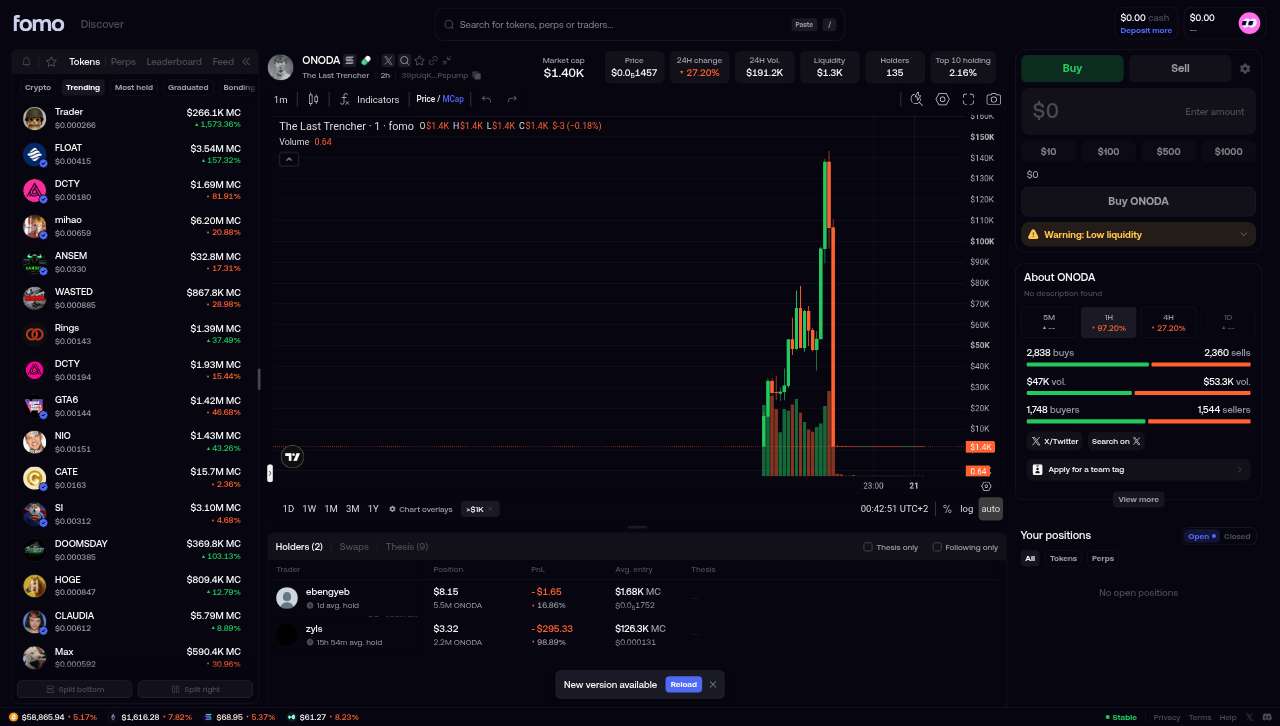 fomo Discover
Search for tokens, perps or traders... Paste /
$0.00 cash
Deposit more
$0.00
Tokens Perps Leaderboard Feed
Crypto Trending Most held Graduated Bonding
Trader $266.1K MC
$0.000266 1,573.36%
FLOAT $3.54M MC
$0.00415 157.32%
DCTY $1.69M MC
$0.00180 81.91%
mihao $6.20M MC
$0.00659 20.88%
ANSEM $32.8M MC
$0.0330 17.31%
WASTED $867.8K MC
$0.000885 28.98%
Rings $1.39M MC
$0.00143 37.49%
DCTY $1.93M MC
$0.00194 15.44%
GTA6 $1.42M MC
$0.00144 46.68%
NIO $1.43M MC
$0.00151 43.26%
CATE $15.7M MC
$0.0163 2.36%
SI $3.10M MC
$0.00312 4.68%
DOOMSDAY $369.8K MC
$0.000385 103.13%
HOGE $809.4K MC
$0.000847 12.79%
CLAUDIA $5.79M MC
$0.00612 8.89%
Max $590.4K MC
$0.000592 30.96%
Split bottom Split right
ONODA
The Last Trencher 2h
Market cap
$1.40K
Price
$0.0₅1457
24H change
27.20%
24H Vol.
$191.2K
Liquidity
$1.3K
Holders
135
Top 10 holding
2.16%
1m Indicators Price / MCap
The Last Trencher · 1 · fomo O$1.4K H$1.4K L$1.4K C$1.4K $-3 (−0.18%)
Volume 0.64
$160K
$150K
$140K
$130K
$120K
$110K
$100K
$90K
$80K
$70K
$60K
$50K
$40K
$30K
$20K
$10K
$1.4K
0.64
23:00 21
1D 1W 1M 3M 1Y Chart overlays >$1K
00:42:51 UTC+2 % log auto
Holders (2) Swaps Thesis (9) Thesis only Following only
Trader Position PnL Avg. entry Thesis
ebengyeb $8.15 -$1.65 $1.68K MC
1d avg. hold 5.5M ONODA 16.86% $0.0₅1752
zyls $3.32 -$295.33 $126.3K MC
15h 54m avg. hold 2.2M ONODA 98.89% $0.000131
New version available Reload
Buy Sell
$0 Enter amount
$10 $100 $500 $1000
$0
Buy ONODA
Warning: Low liquidity
About ONODA
No description found
5M 1H 4H 1D
-- 97.20% 27.20% --
2,838 buys 2,360 sells
$47K vol. $53.3K vol.
1,748 buyers 1,544 sellers
X/Twitter Search on X
Apply for a team tag
View more
Your positions Open Closed
All Tokens Perps
No open positions
$58,865.94 5.17% $1,616.28 7.82% $68.95 5.37% $61.27 8.23%
Stable Privacy Terms Help